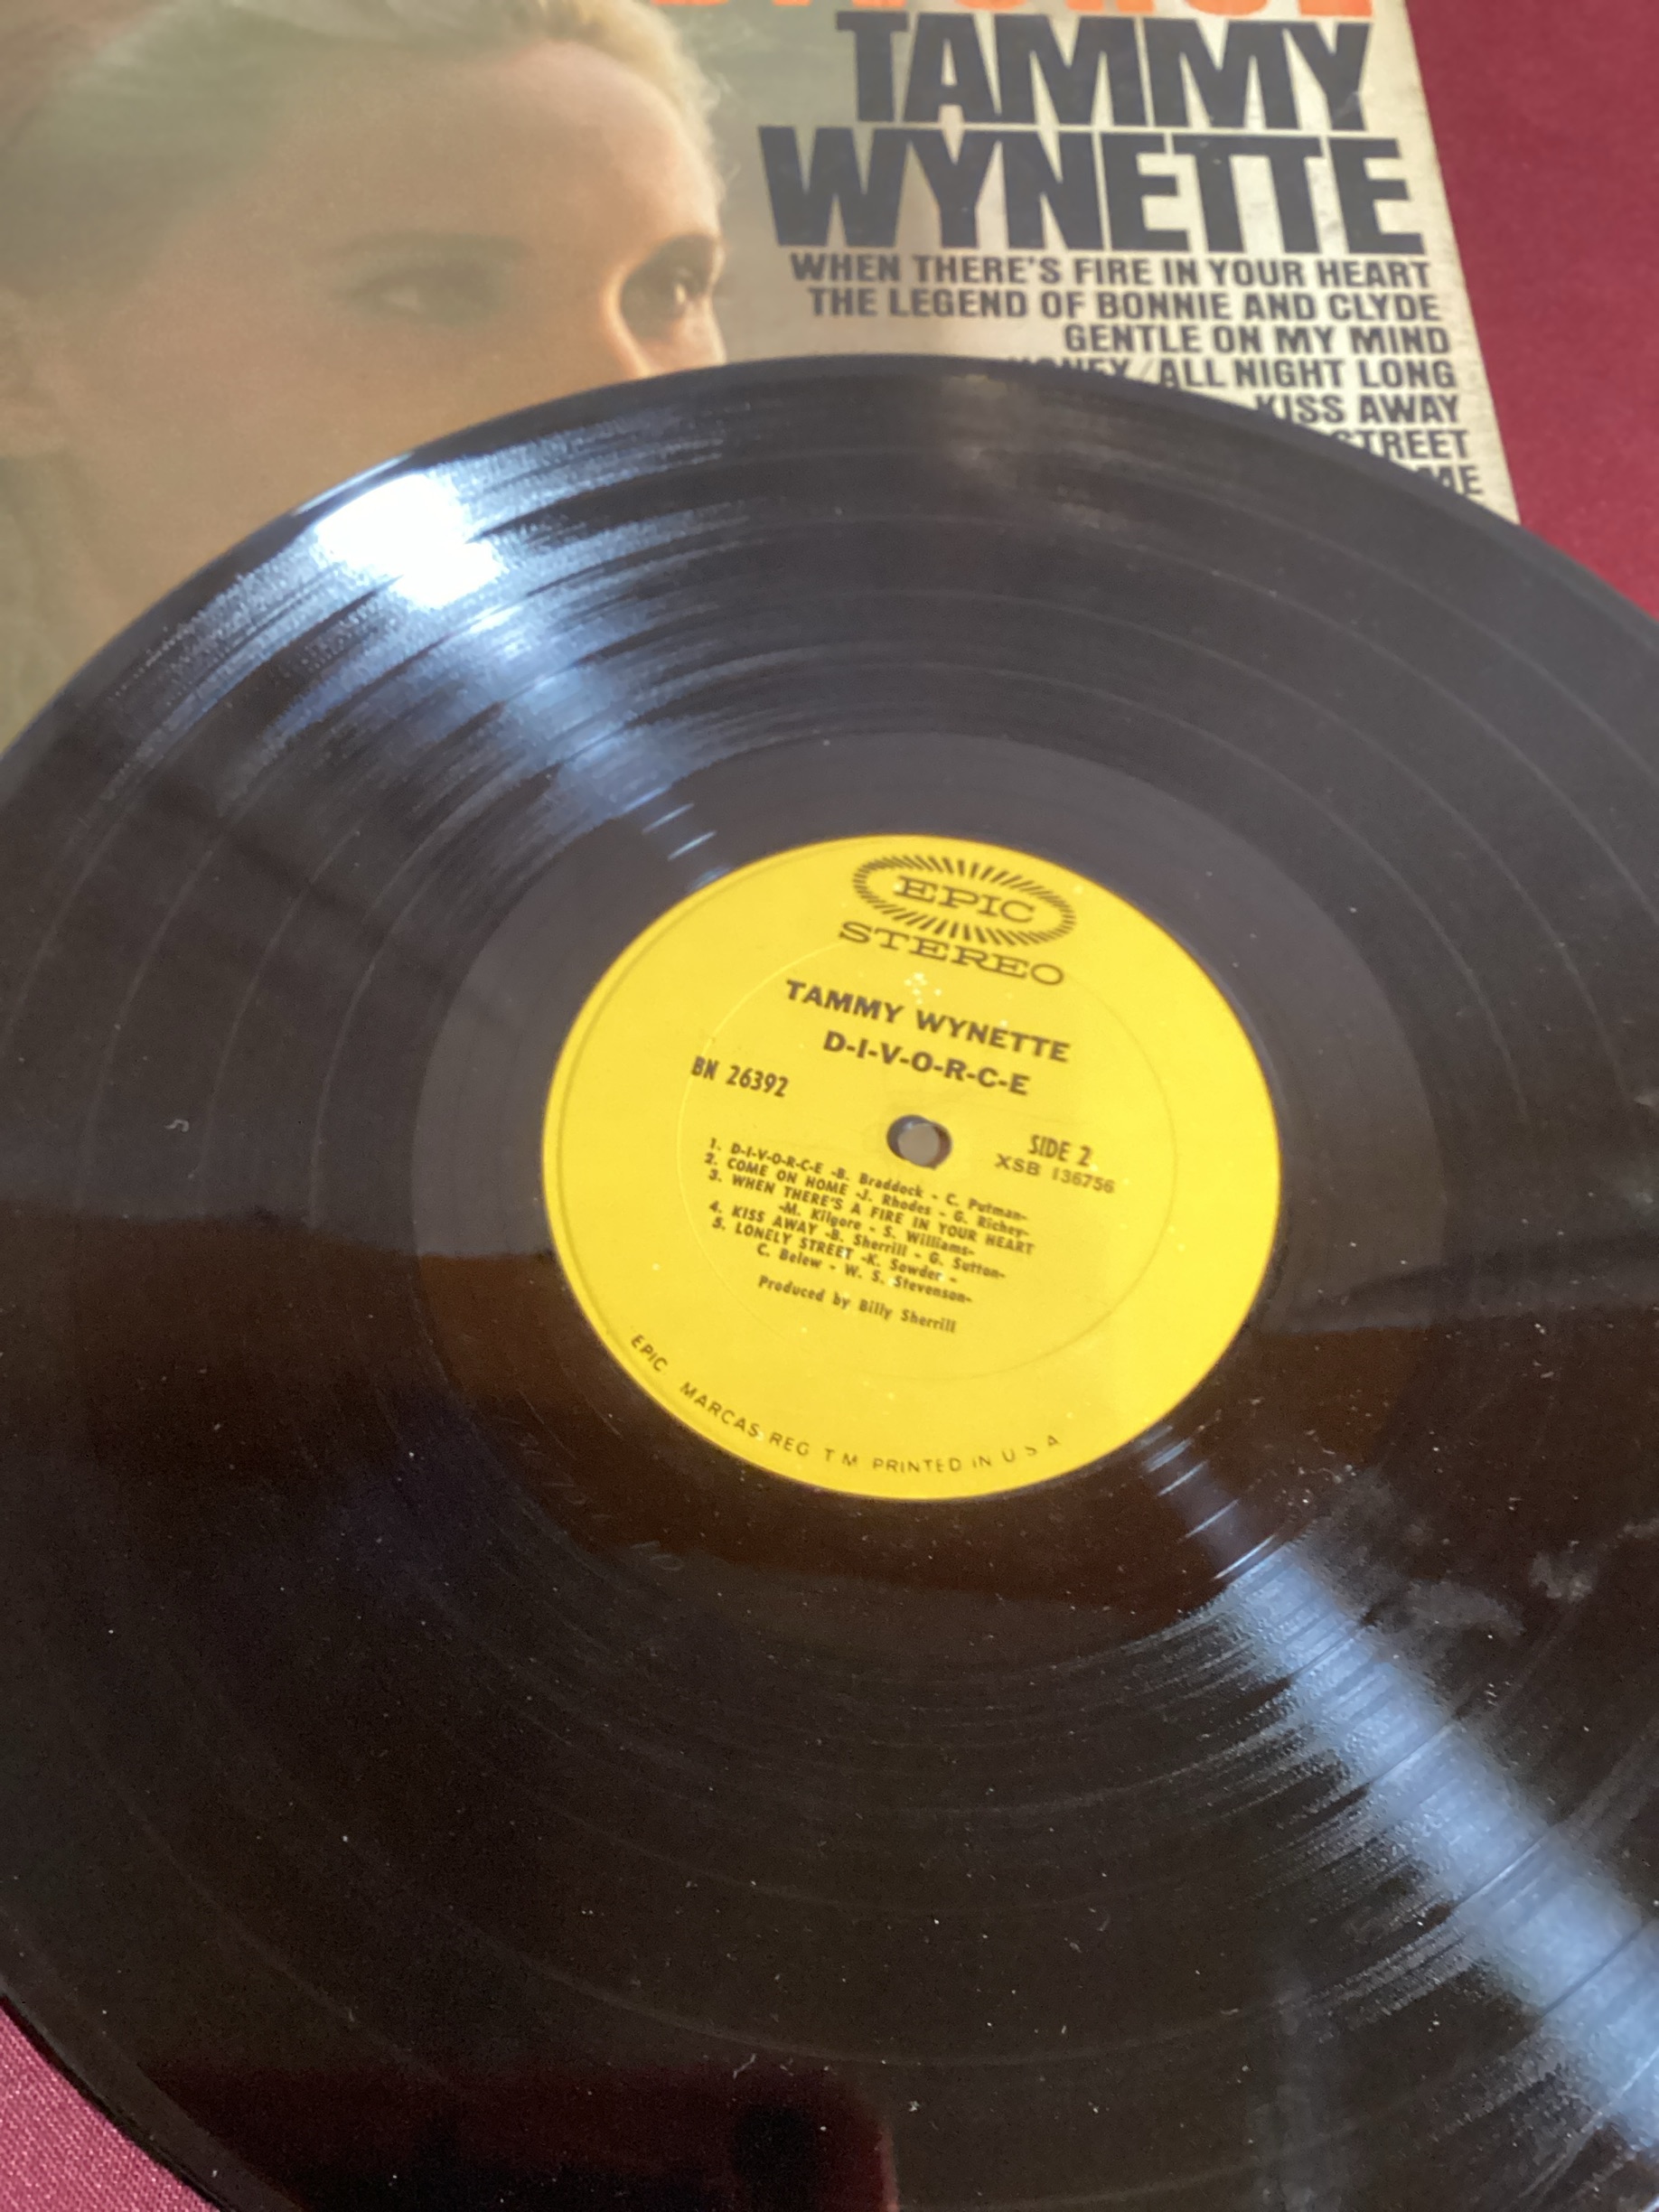 TAMMY
WYNETTE
WHEN THERE'S FIRE IN YOUR HEART
THE LEGEND OF BONNIE AND CLYDE
GENTLE ON MY MIND
/ALL NIGHT LONG
KISS AWAY
STREET
ME
EPIC
STEREO
TAMMY WYNETTE
D-I-V-O-R-C-E
BN 26392
SIDE 2
XSB 136756
1. D-I-V-O-R-C-E -B. Braddock - C. Putman-
2. COME ON HOME -J. Rhodes - G. Richey-
3. WHEN THERE'S A FIRE IN YOUR HEART
-M. Kilgore - S. Williams-
4. KISS AWAY -B. Sherrill - G. Sutton-
5. LONELY STREET -K. Sowder -
C. Belew - W. S. Stevenson-
Produced by Billy Sherrill
EPIC MARCAS REG T M PRINTED IN U S A